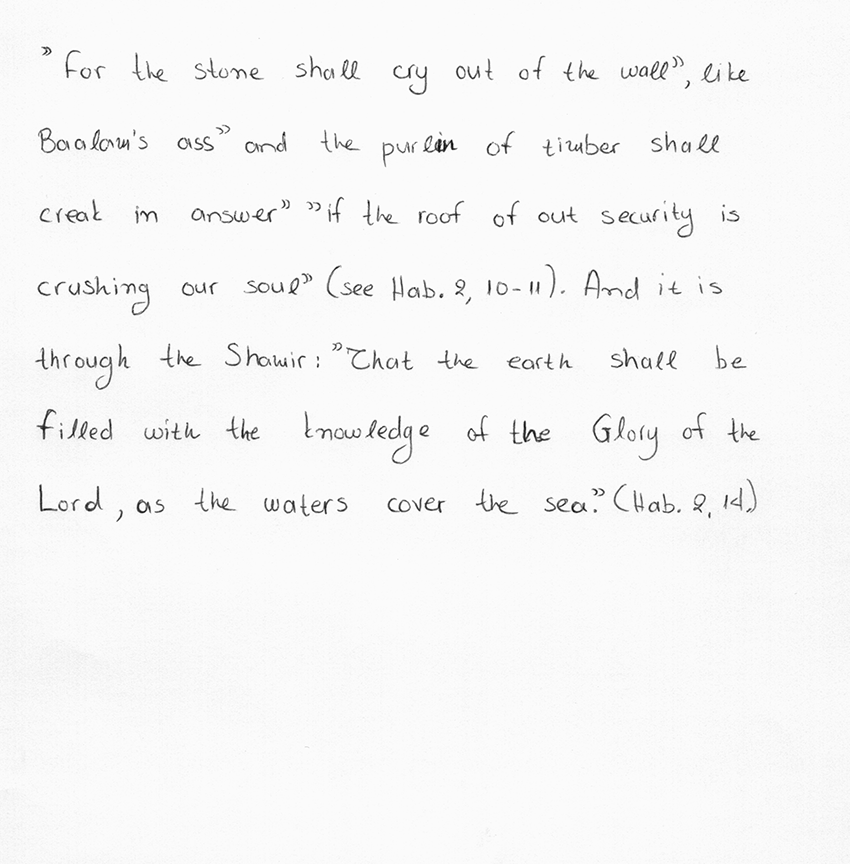 "For the stone shall cry out of the wall", like
Baalam's ass" and the purlin of timber shall
creak in answer" "if the roof of out security is
crushing our soul" (see Hab. 2, 10-11). And it is
through the Shamir: "That the earth shall be
filled with the knowledge of the Glory of the
Lord, as the waters cover the sea." (Hab. 2, 14.)